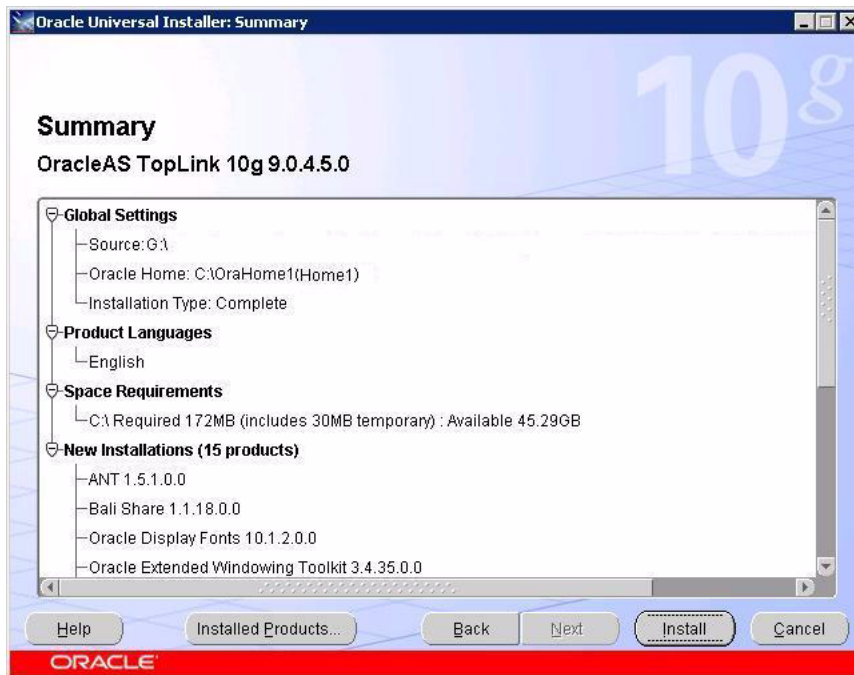 Oracle Universal Installer: Summary
10g
Summary
OracleAS TopLink 10g 9.0.4.5.0
Global Settings
Source:G:\
Oracle Home: C:\OraHome1(Home1)
Installation Type: Complete
Product Languages
English
Space Requirements
C:\ Required 172MB (includes 30MB temporary) : Available 45.29GB
New Installations (15 products)
ANT 1.5.1.0.0
Bali Share 1.1.18.0.0
Oracle Display Fonts 10.1.2.0.0
Oracle Extended Windowing Toolkit 3.4.35.0.0
Help Installed Products... Back Next Install Cancel
ORACLE